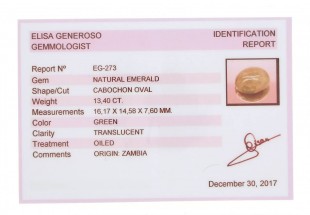 ELISA GENEROSO
GEMMOLOGIST
IDENTIFICATION
REPORT
Report Nº EG-273
Gem NATURAL EMERALD
Shape/Cut CABOCHON OVAL
Weight 13,40 CT.
Measurements 16,17 X 14,58 X 7,60 MM.
Color GREEN
Clarity TRANSLUCENT
Treatment OILED
Comments ORIGIN: ZAMBIA
December 30, 2017